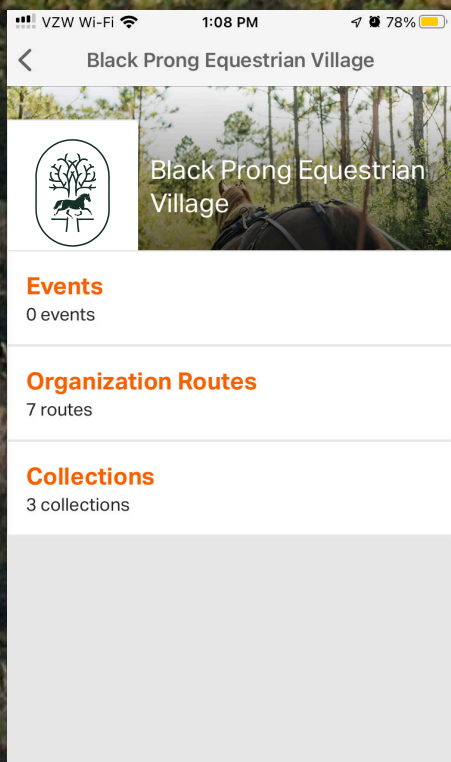 VZW Wi-Fi 1:08 PM 78%
Black Prong Equestrian Village
Black Prong Equestrian
Village
Events
0 events
Organization Routes
7 routes
Collections
3 collections